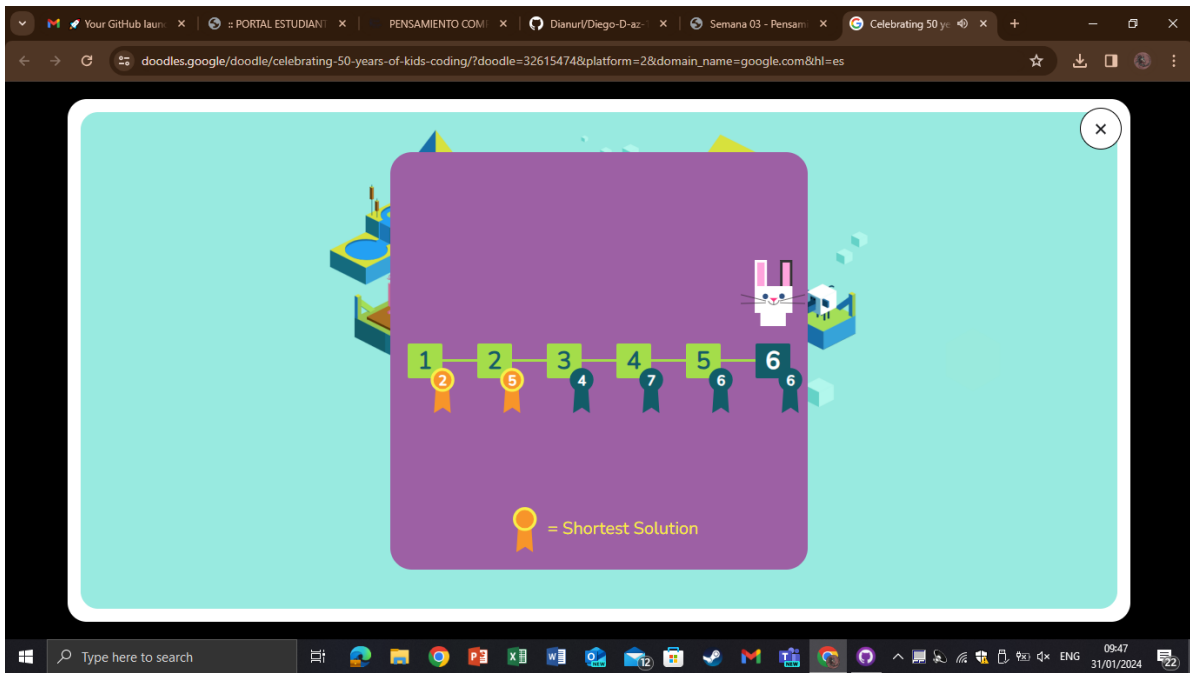 Your GitHub laun
:: PORTAL ESTUDIANT
PENSAMIENTO COM
Dianurl/Diego-D-az-
Semana 03 - Pensam
Celebrating 50 ye
doodles.google/doodle/celebrating-50-years-of-kids-coding/?doodle=326154748&platform=2&domain_name=google.com&hl=es
1 2 3 4 5 6
2 5 4 7 6 6
= Shortest Solution
Type here to search
NEW
12
NEW
ENG
09:47
31/01/2024
22